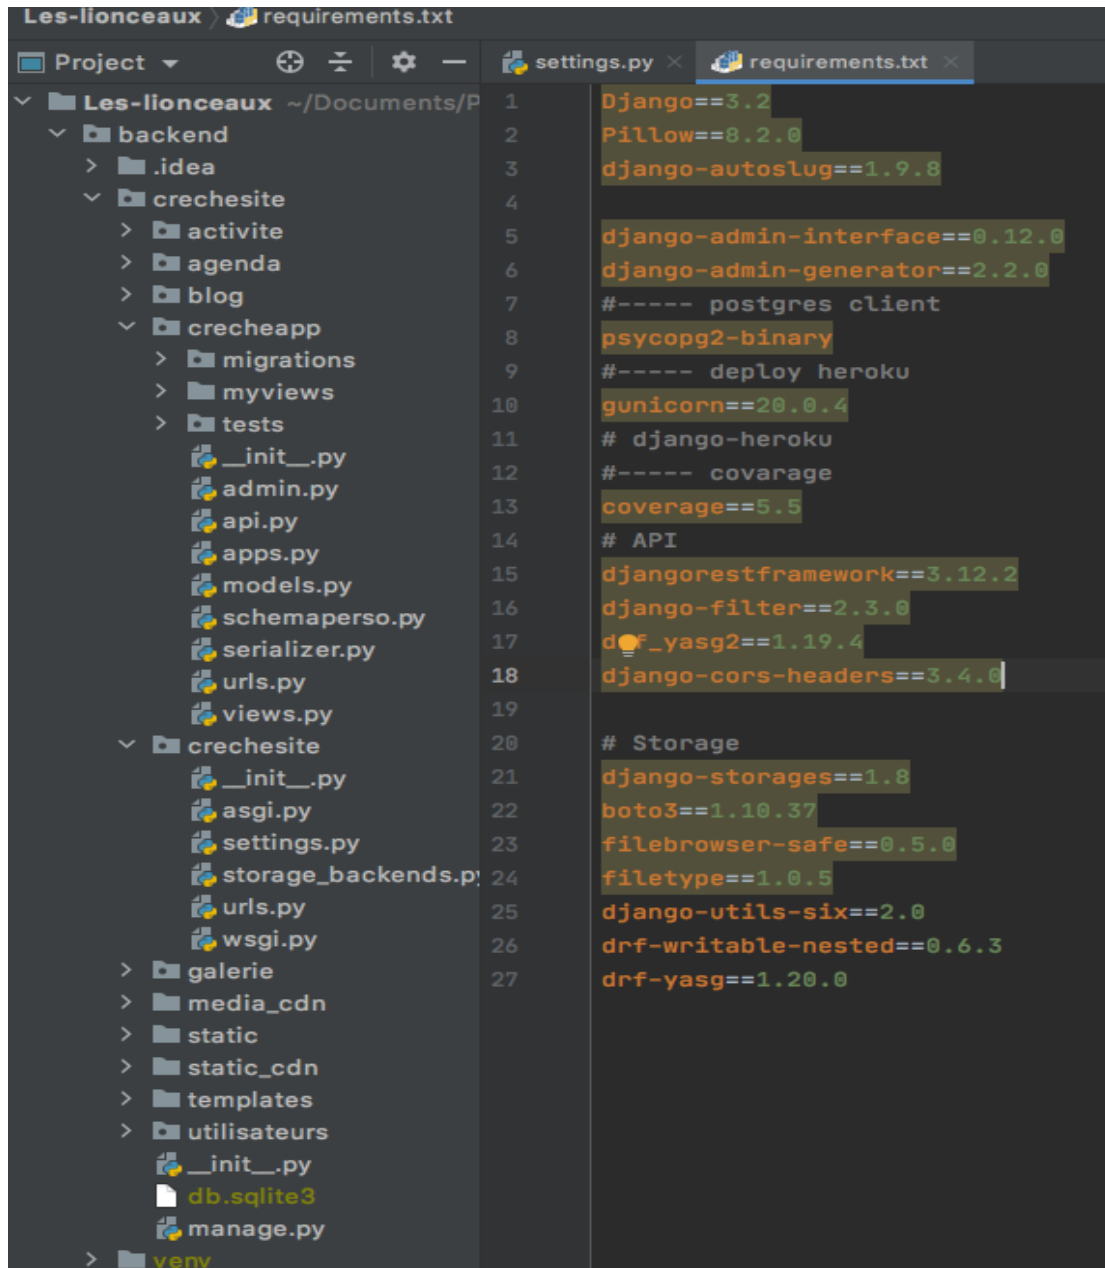 Les-lionceaux requirements.txt
Project
settings.py requirements.txt
Les-lionceaux ~/Documents/P
backend
.idea
crechesite
activite
agenda
blog
crecheapp
migrations
myviews
tests
__init__.py
admin.py
api.py
apps.py
models.py
schemaperso.py
serializer.py
urls.py
views.py
crechesite
__init__.py
asgi.py
settings.py
storage_backends.py
urls.py
wsgi.py
galerie
media_cdn
static
static_cdn
templates
utilisateurs
__init__.py
db.sqlite3
manage.py
venv
1 Django==3.2
2 Pillow==8.2.0
3 django-autoslug==1.9.8
4
5 django-admin-interface==0.12.0
6 django-admin-generator==2.2.0
7 #----- postgres client
8 psycopg2-binary
9 #----- deploy heroku
10 gunicorn==20.0.4
11 # django-heroku
12 #----- covarage
13 coverage==5.5
14 # API
15 djangorestframework==3.12.2
16 django-filter==2.3.0
17 drf_yasg2==1.19.4
18 django-cors-headers==3.4.0
19
20 # Storage
21 django-storages==1.8
22 boto3==1.10.37
23 filebrowser-safe==0.5.0
24 filetype==1.0.5
25 django-utils-six==2.0
26 drf-writable-nested==0.6.3
27 drf-yasg==1.20.0